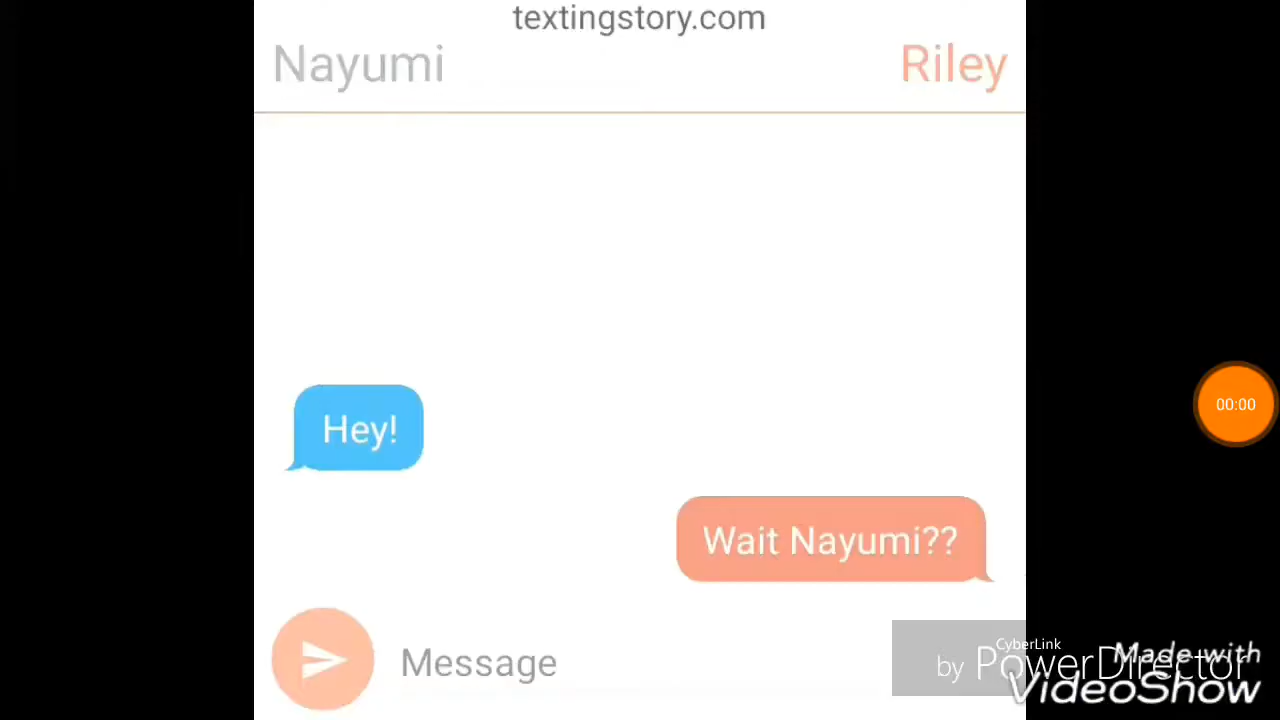 textingstory.com
Nayumi
Riley
Hey!
Wait Nayumi??
00:00
Message
CyberLink
by PowerDirector
Made with
VideoShow